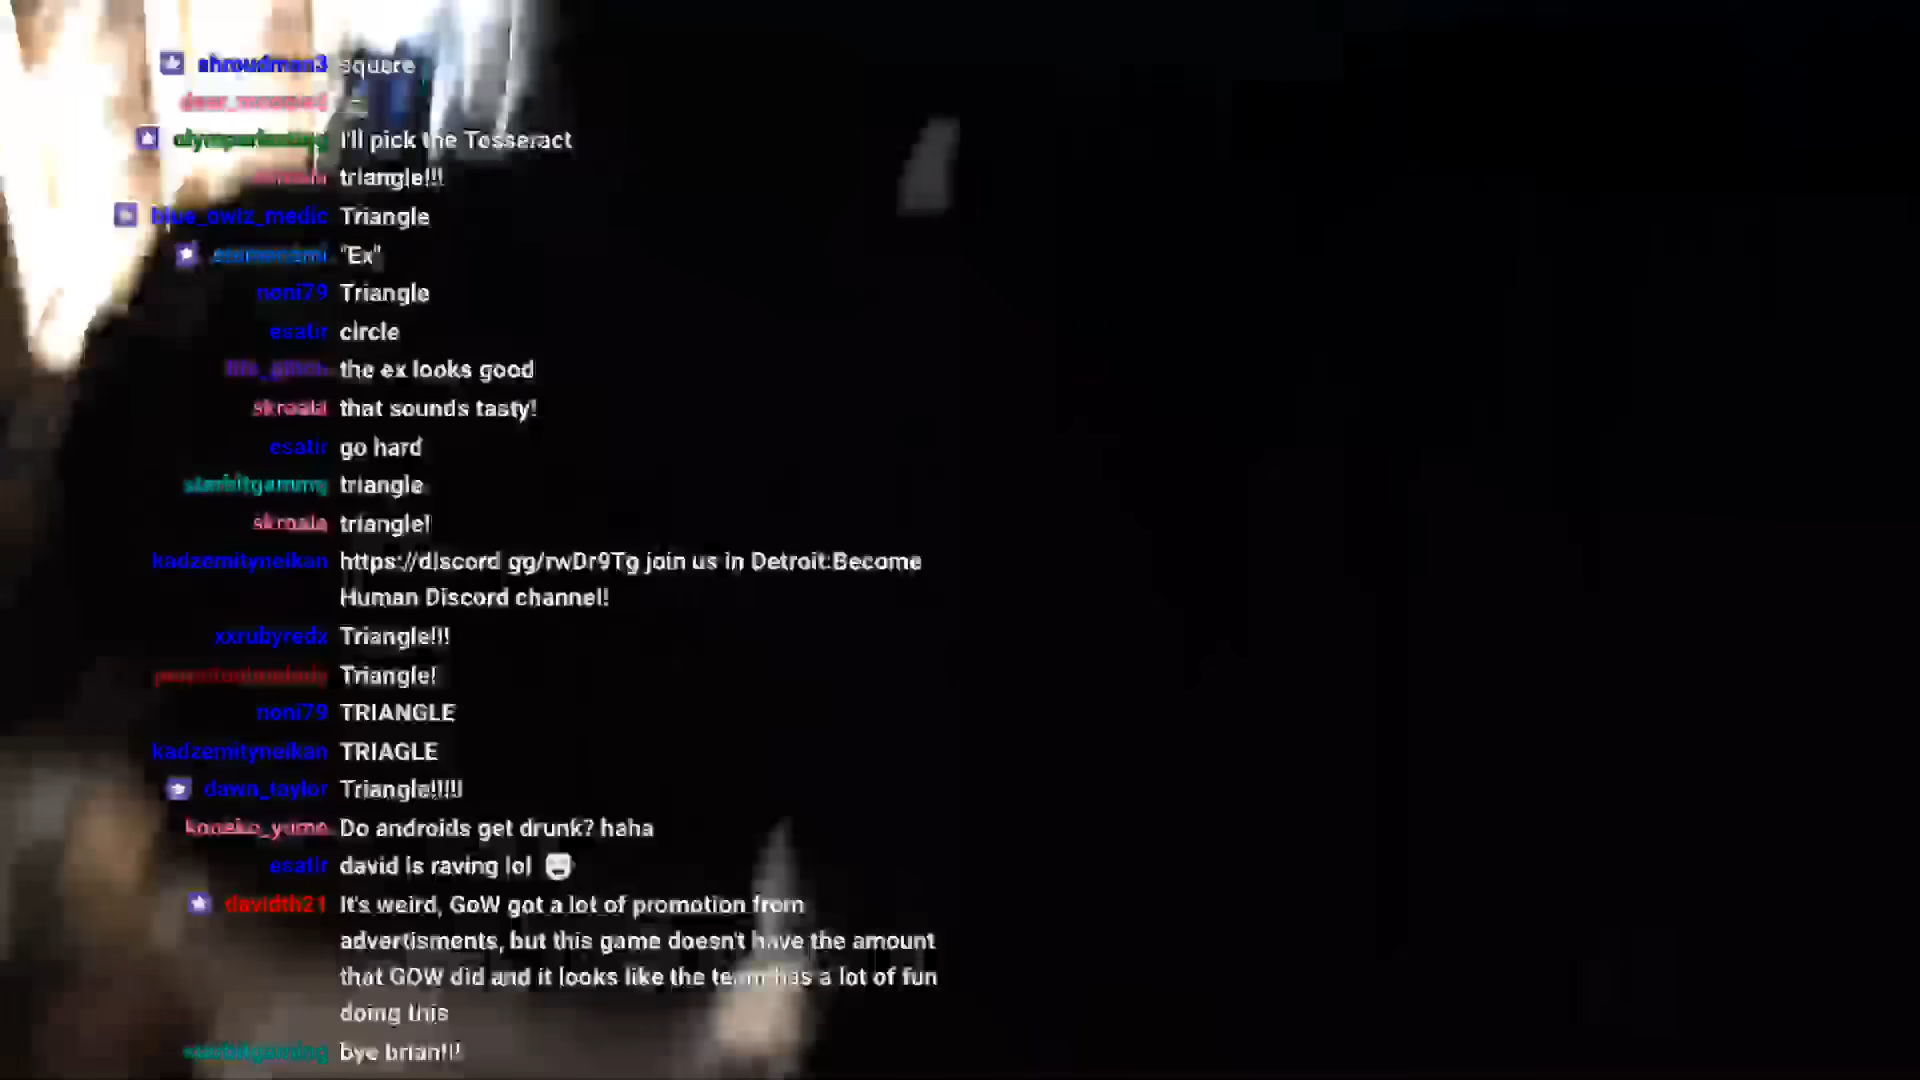 square
I'll pick the Tesseract
triangle!!!
blue_owlz_medic Triangle
"Ex"
noni79 Triangle
esatir circle
the ex looks good
that sounds tasty!
esatir go hard
triangle
triangle!
kadzemityneikan https://discord gg/rwDr9Tg join us in Detroit:Become
Human Discord channel!
xxrubyredx Triangle!!!
Triangle!
noni79 TRIANGLE
kadzemityneikan TRIAGLE
dawn_taylor Triangle!!!!!
Do androids get drunk? haha
esatir david is raving lol
davidth21 It's weird, GoW got a lot of promotion from
advertisments, but this game doesn't have the amount
that GOW did and it looks like the team has a lot of fun
doing this
bye brian!!!